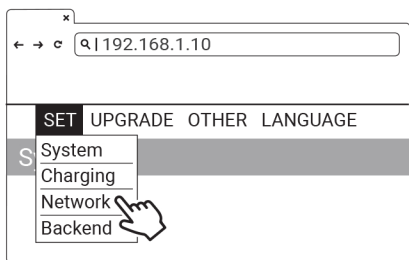 192.168.1.10
SET UPGRADE OTHER LANGUAGE
System
Charging
Network
Backend